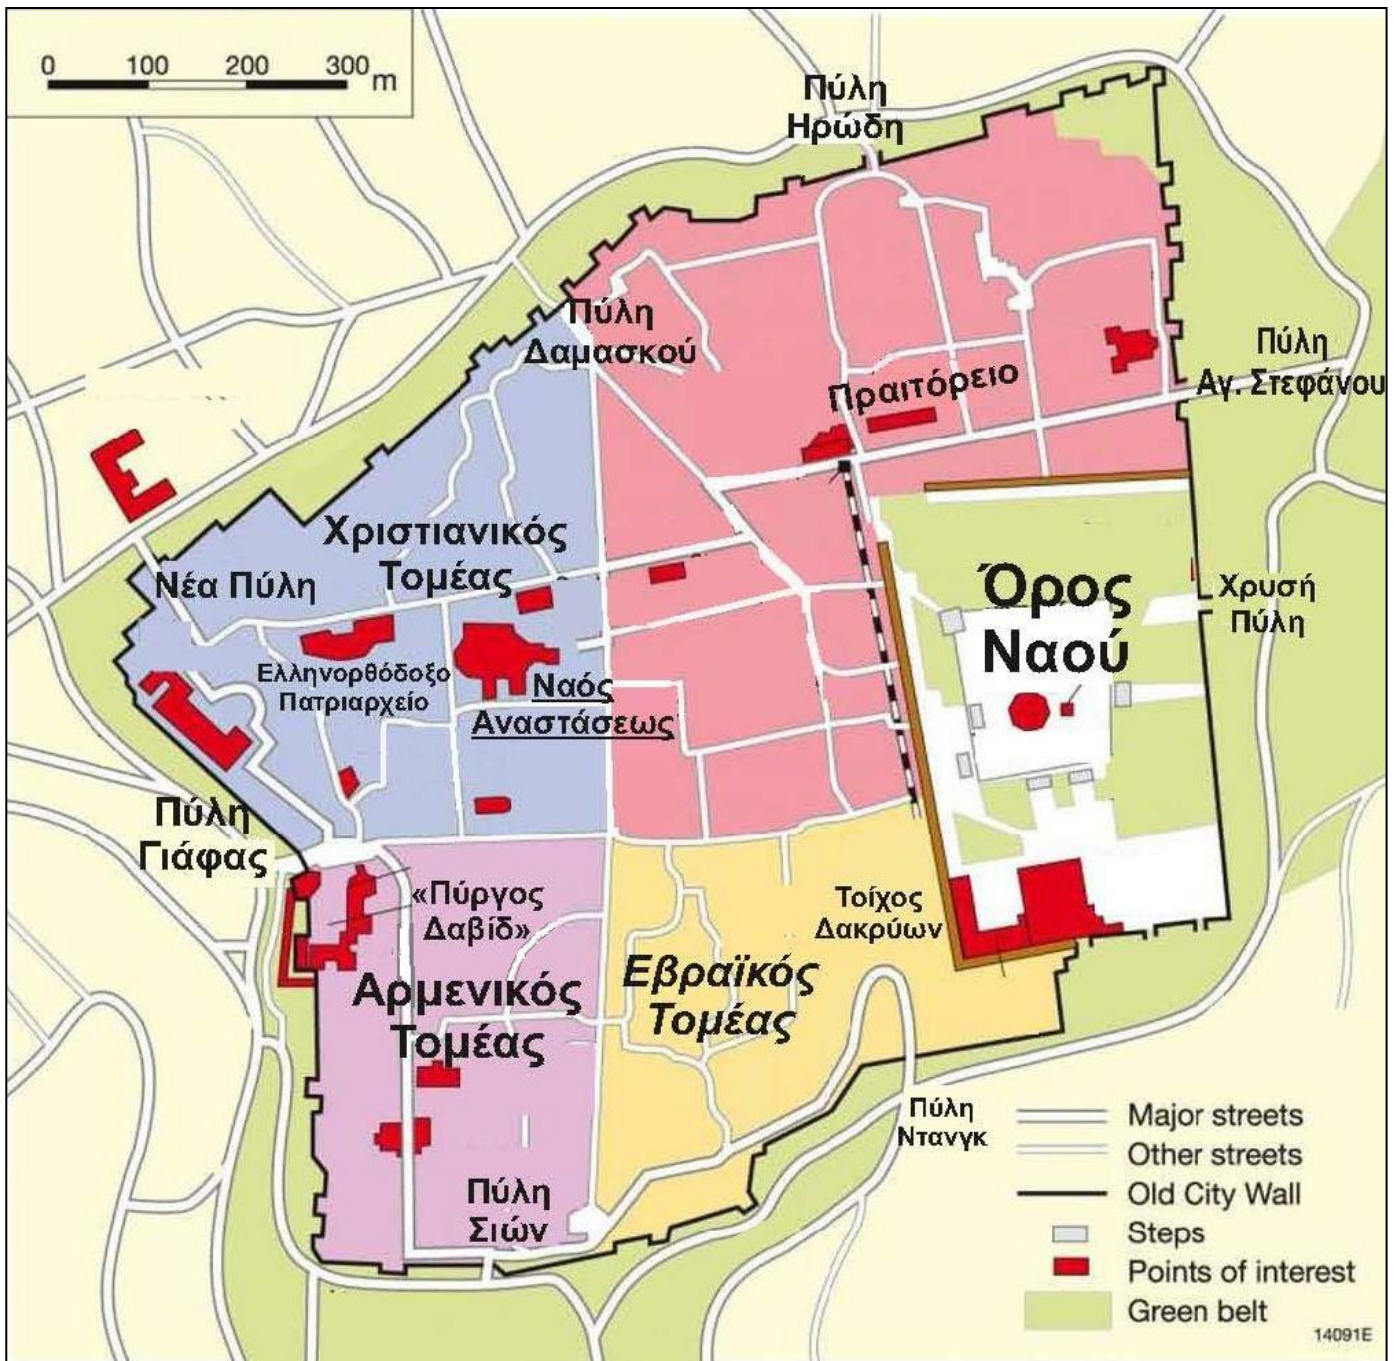 0 100 200 300 m
Πύλη
Ηρώδη
Πύλη
Δαμασκού
Πύλη
Αγ. Στεφάνου
Πραιτόρειο
Χριστιανικός
Τομέας
Νέα Πύλη
Όρος
Ναού
Χρυσή
Πύλη
Ελληνορθόδοξο
Πατριαρχείο
Ναός
Αναστάσεως
Πύλη
Γιάφας
«Πύργος
Δαβίδ»
Τοίχος
Δακρύων
Αρμενικός
Τομέας
Εβραϊκός
Τομέας
Πύλη
Ντανγκ
Πύλη
Σιών
Major streets
Other streets
Old City Wall
Steps
Points of interest
Green belt
14091E